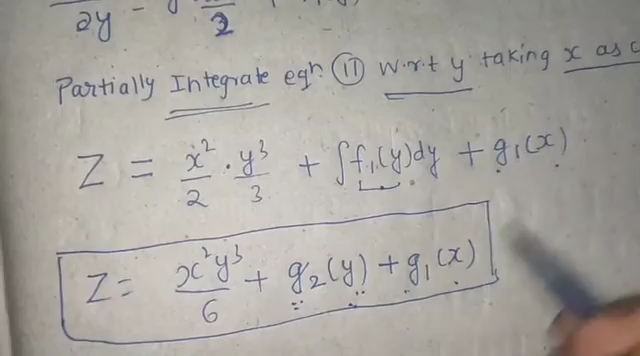 ∂y 2
Partially Integrate eqn. (11) w.r.t y taking x as c
Z = x²/2 . y³/3 + ∫f₁(y)dy + g₁(x)
Z = x²y³/6 + g₂(y) + g₁(x)